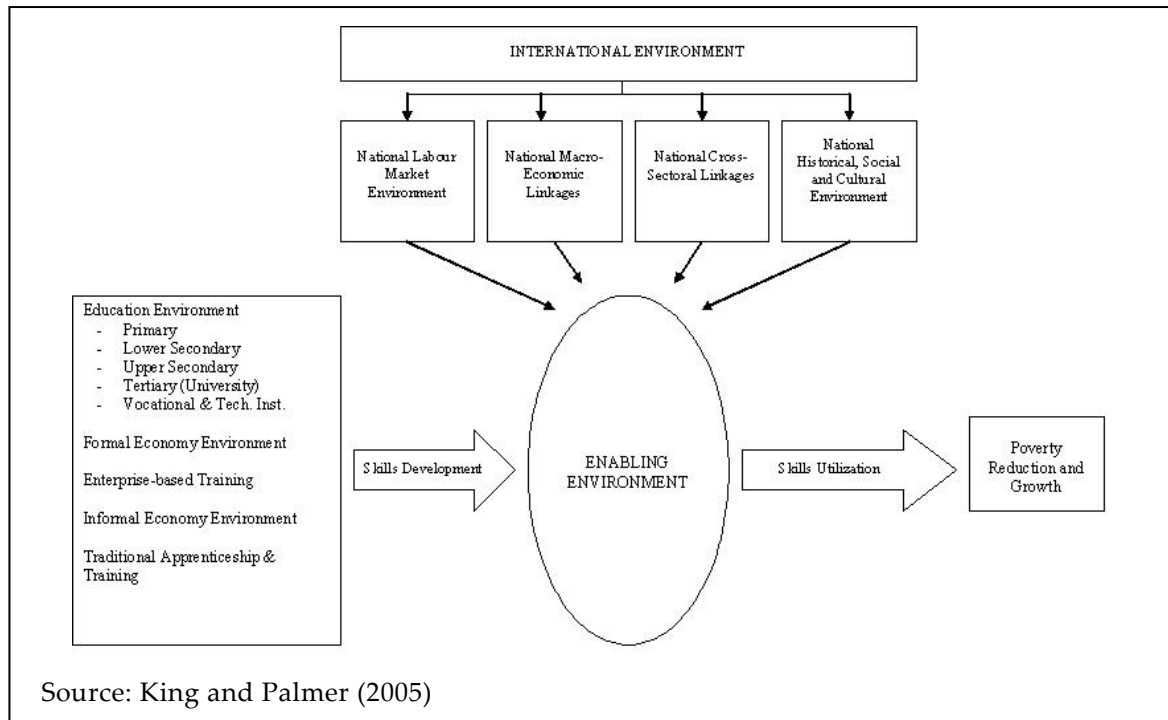 INTERNATIONAL ENVIRONMENT
National Labour
Market
Environment
National Macro-
Economic
Linkages
National Cross-
Sectoral Linkages
National
Historical, Social
and Cultural
Environment
Education Environment
- Primary
- Lower Secondary
- Upper Secondary
- Tertiary (University)
- Vocational & Tech. Inst.
Formal Economy Environment
Enterprise-based Training
Informal Economy Environment
Traditional Apprenticeship &
Training
Skills Development
ENABLING
ENVIRONMENT
Skills Utilization
Poverty
Reduction and
Growth
Source: King and Palmer (2005)